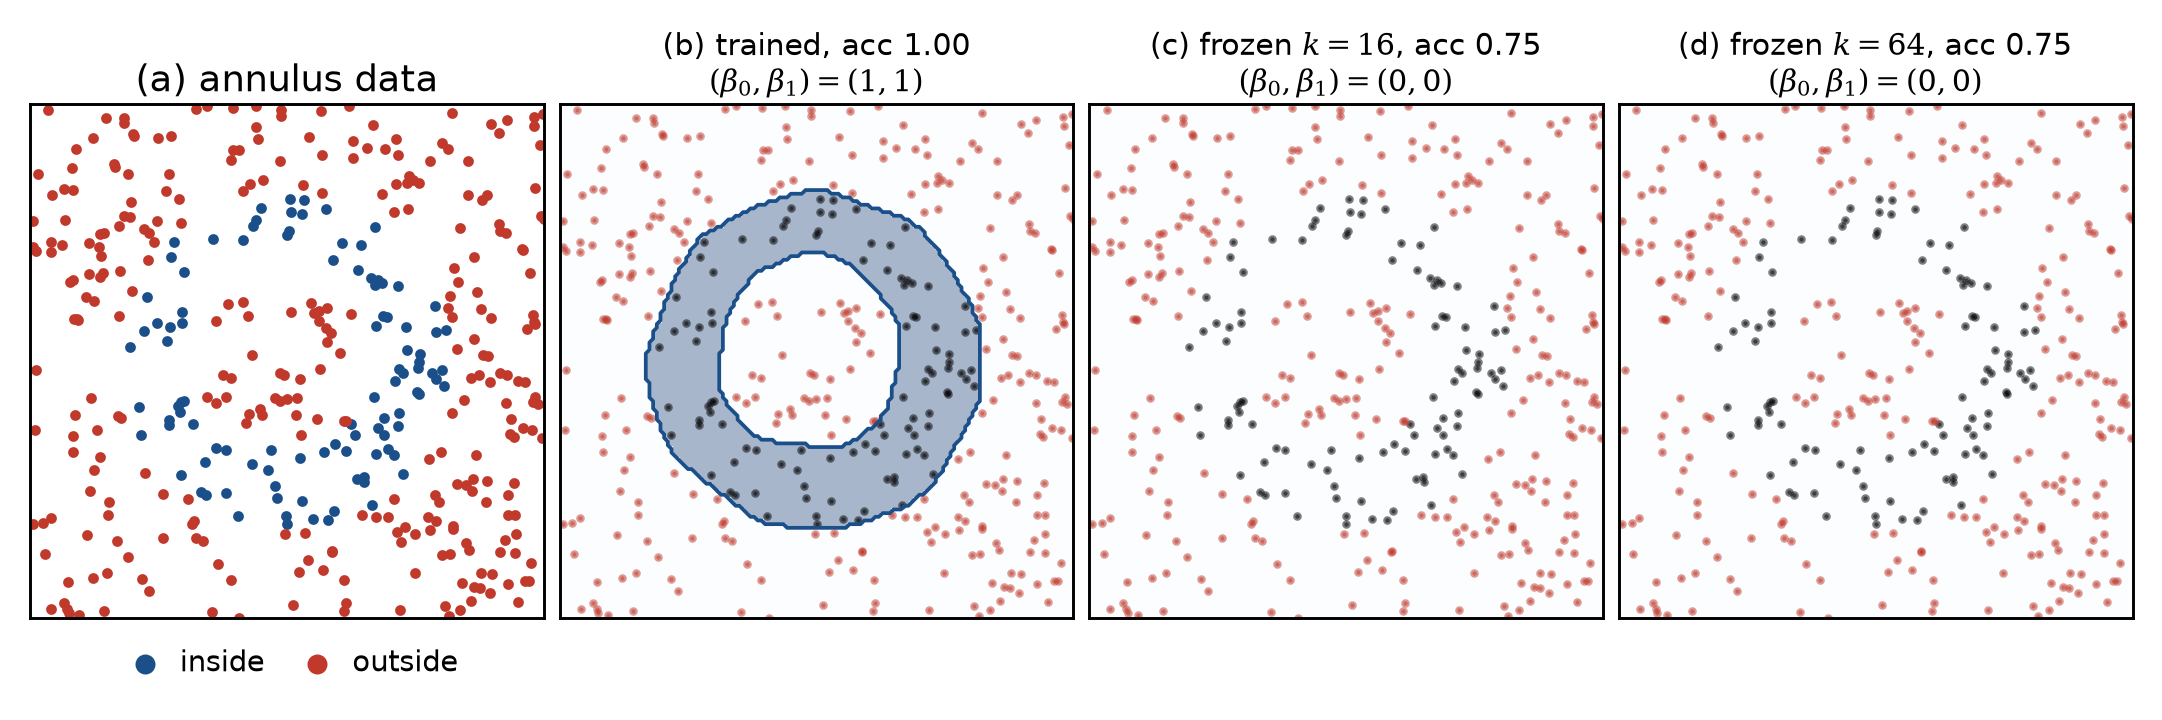 (a) annulus data
(b) trained, acc 1.00
(β₀, β₁) = (1, 1)
(c) frozen k = 16, acc 0.75
(β₀, β₁) = (0, 0)
(d) frozen k = 64, acc 0.75
(β₀, β₁) = (0, 0)
inside
outside